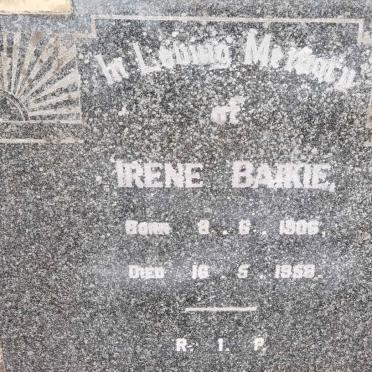 In Loving Memory
of
IRENE BAIKIE,
BORN 8.6.1906.
DIED 16.5.1958.
R. I. P.